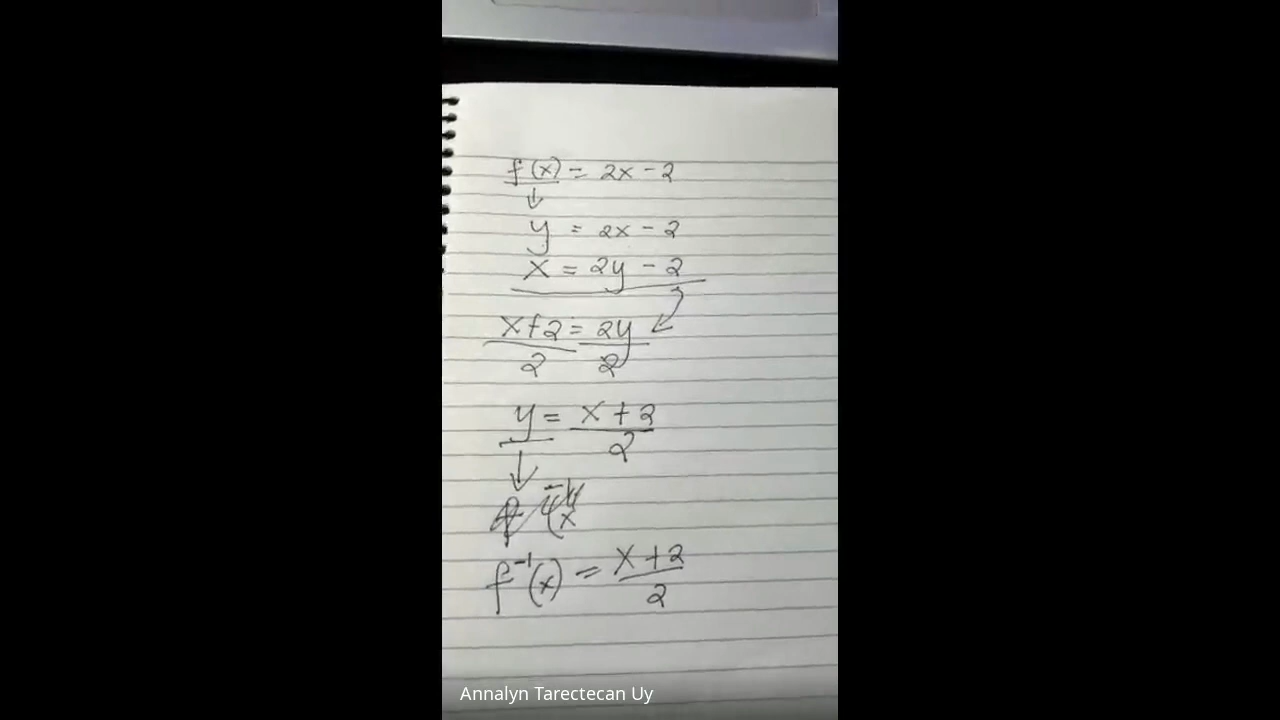 f(x) = 2x - 2
↓
y = 2x - 2
x = 2y - 2
x+2 = 2y
2 2
y = x + 2
2
↓
f⁻¹(x) = x + 2
2
Annalyn Tarectecan Uy